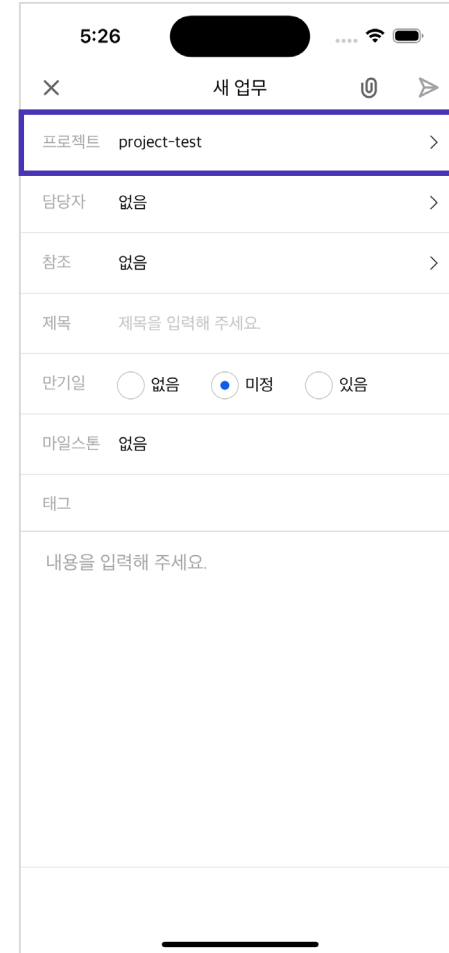 5:26
새 업무
프로젝트 project-test
담당자 없음
참조 없음
제목 제목을 입력해 주세요.
만기일 없음 미정 있음
마일스톤 없음
태그
내용을 입력해 주세요.